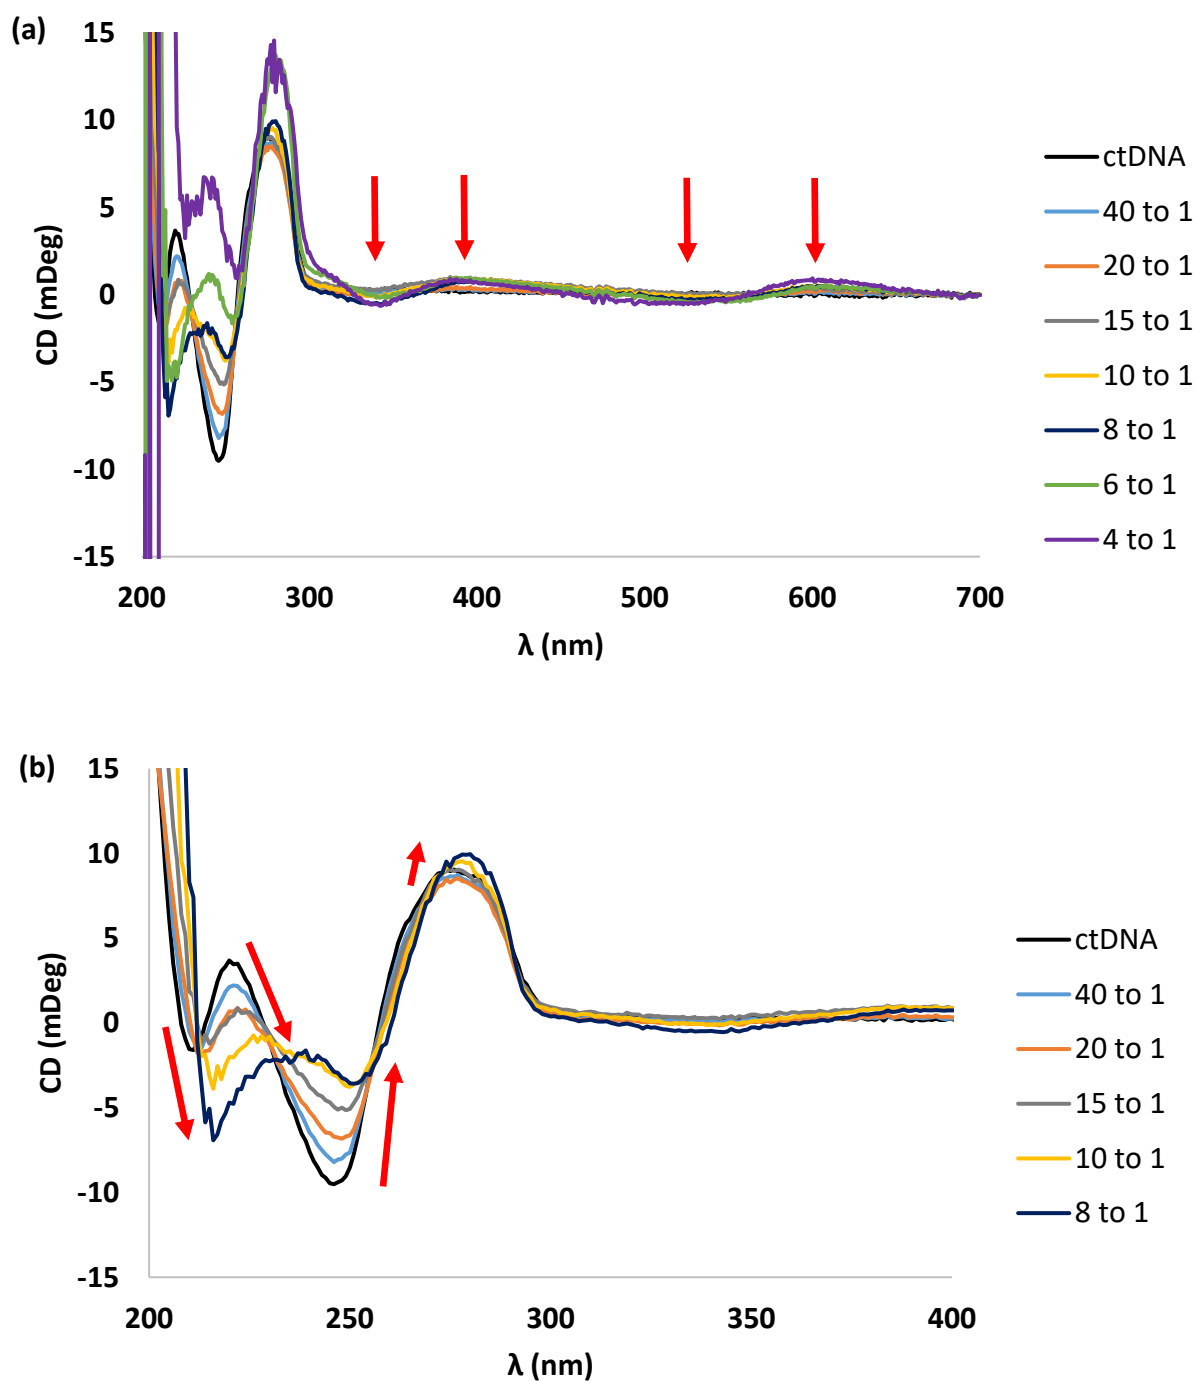 (a)
CD (mDeg)
15
10
5
0
-5
-10
-15
200 300 400 500 600 700
λ (nm)
ctDNA
40 to 1
20 to 1
15 to 1
10 to 1
8 to 1
6 to 1
4 to 1
(b)
CD (mDeg)
15
10
5
0
-5
-10
-15
200 250 300 350 400
λ (nm)
ctDNA
40 to 1
20 to 1
15 to 1
10 to 1
8 to 1